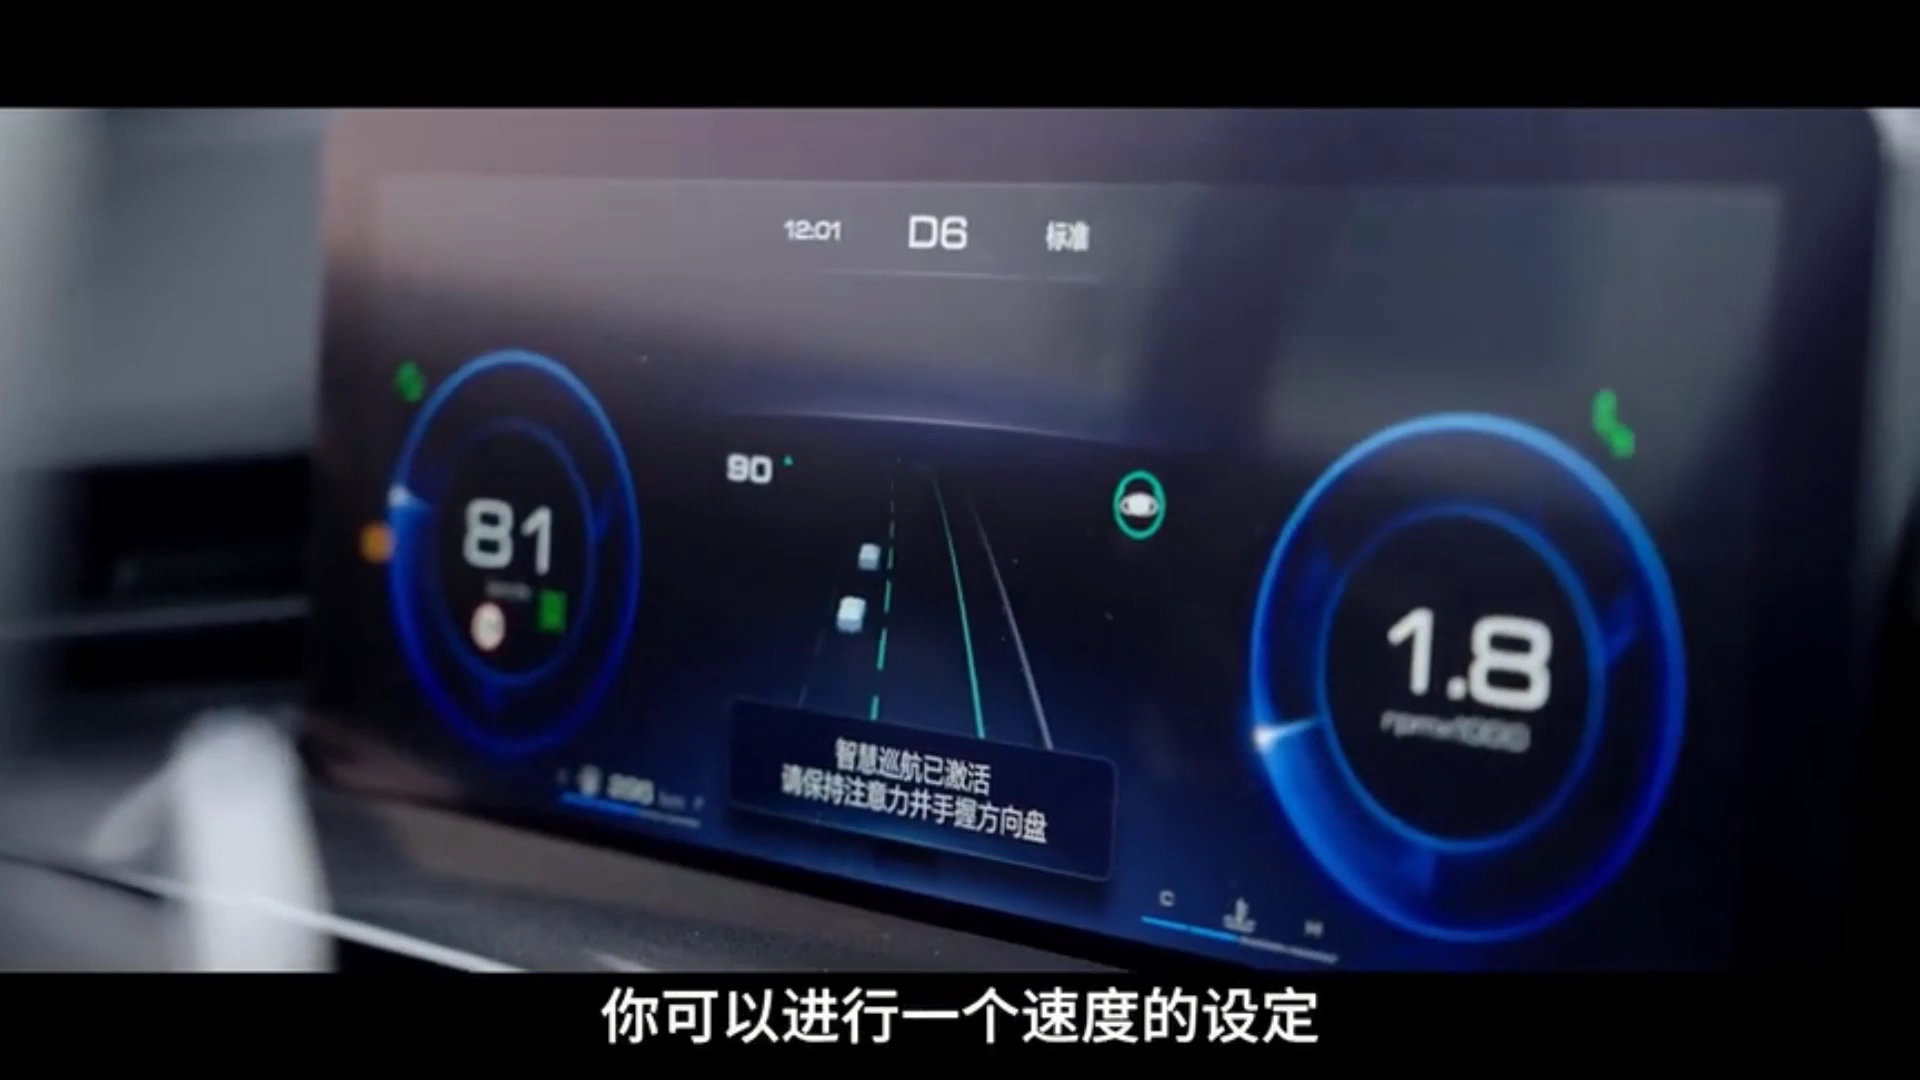 12:01
D6
标准
90
81
1.8
rpmx1000
智慧巡航已激活
请保持注意力并手握方向盘
C
H
你可以进行一个速度的设定